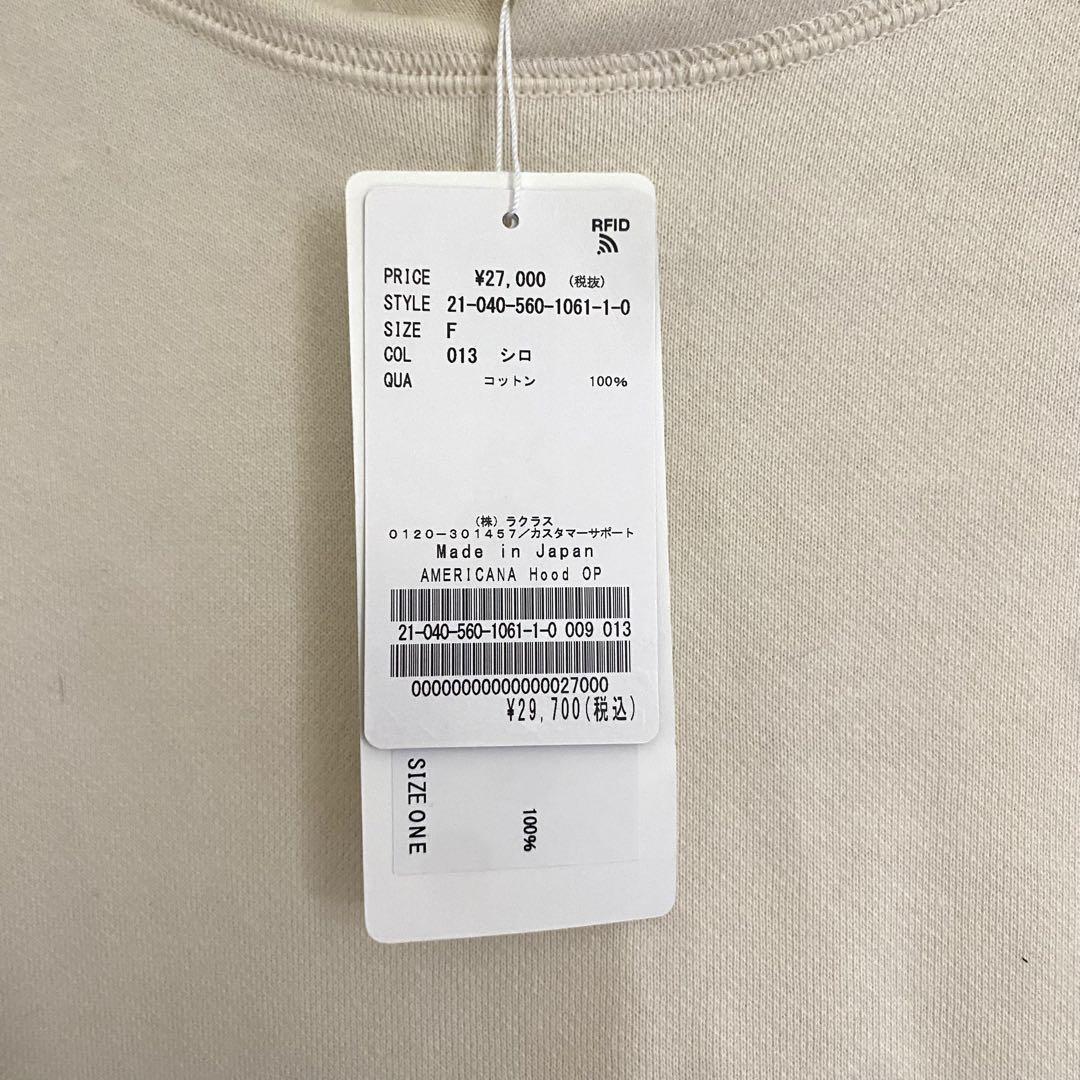 RFID
PRICE ¥27,000 (税抜)
STYLE 21-040-560-1061-1-0
SIZE F
COL 013 シロ
QUA コットン 100%
(株)ラクラス
0120-301457/カスタマーサポート
Made in Japan
AMERICANA Hood OP
21-040-560-1061-1-0 009 013
00000000000000027000
¥29,700(税込)
SIZE ONE
100%